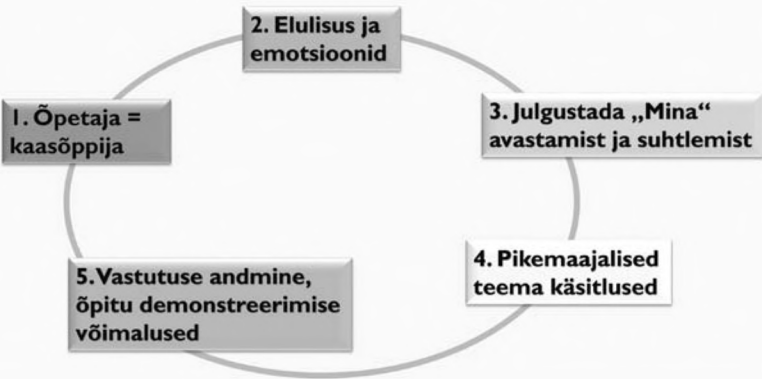 1. Õpetaja =
kaasõppija
2. Elulisus ja
emotsioonid
3. Julgustada „Mina“
avastamist ja suhtlemist
4. Pikemaajalised
teema käsitlused
5. Vastutuse andmine,
õpitu demonstreerimise
võimalused